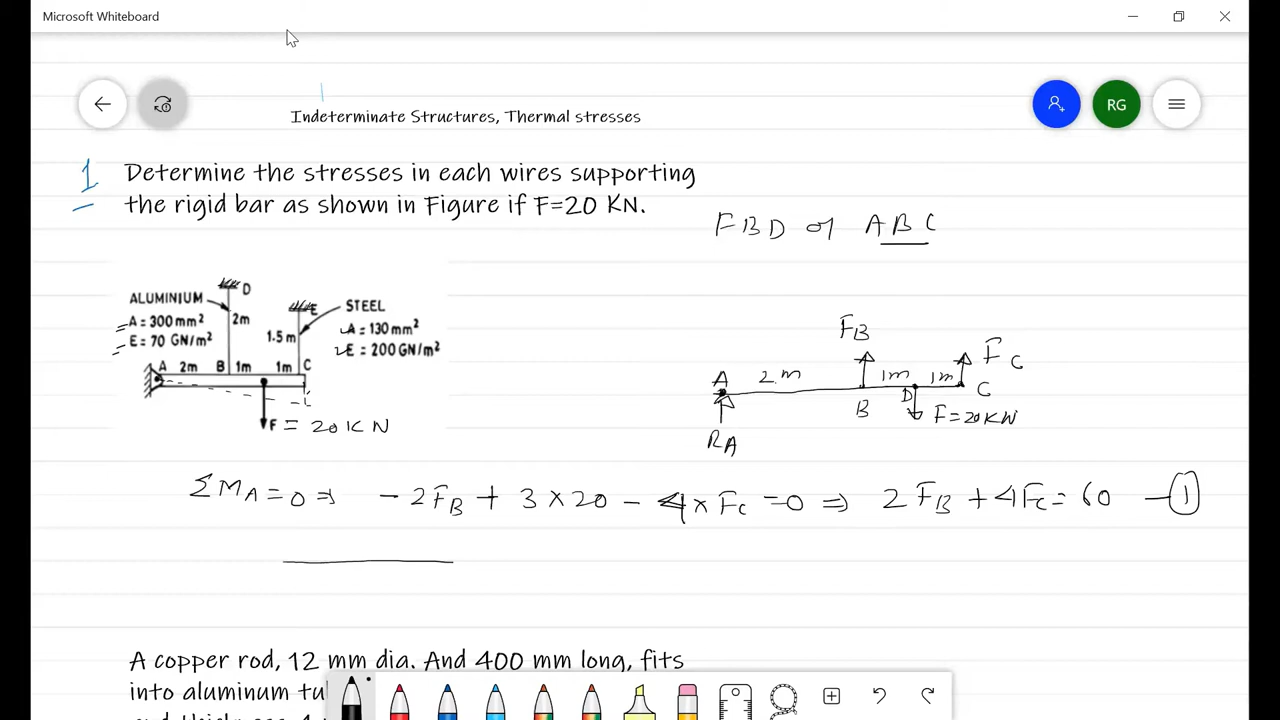 Microsoft Whiteboard
RG
Indeterminate Structures, Thermal stresses
1 Determine the stresses in each wires supporting
the rigid bar as shown in Figure if F=20 KN.
FBD of ABC
ALUMINIUM
A = 300 mm²
E = 70 GN/m²
D
2m
E
STEEL
A = 130 mm²
E = 200 GN/m²
1.5 m
A 2m B 1m 1m C
F = 20 KN
FB
FC
A 2 m 1m 1m C
B D F = 20KN
RA
ΣMA = 0 ⇒ - 2FB + 3 × 20 - 4 × FC = 0 ⇒ 2 FB + 4FC = 60 — 1
A copper rod, 12 mm dia. And 400 mm long, fits
into aluminum tu